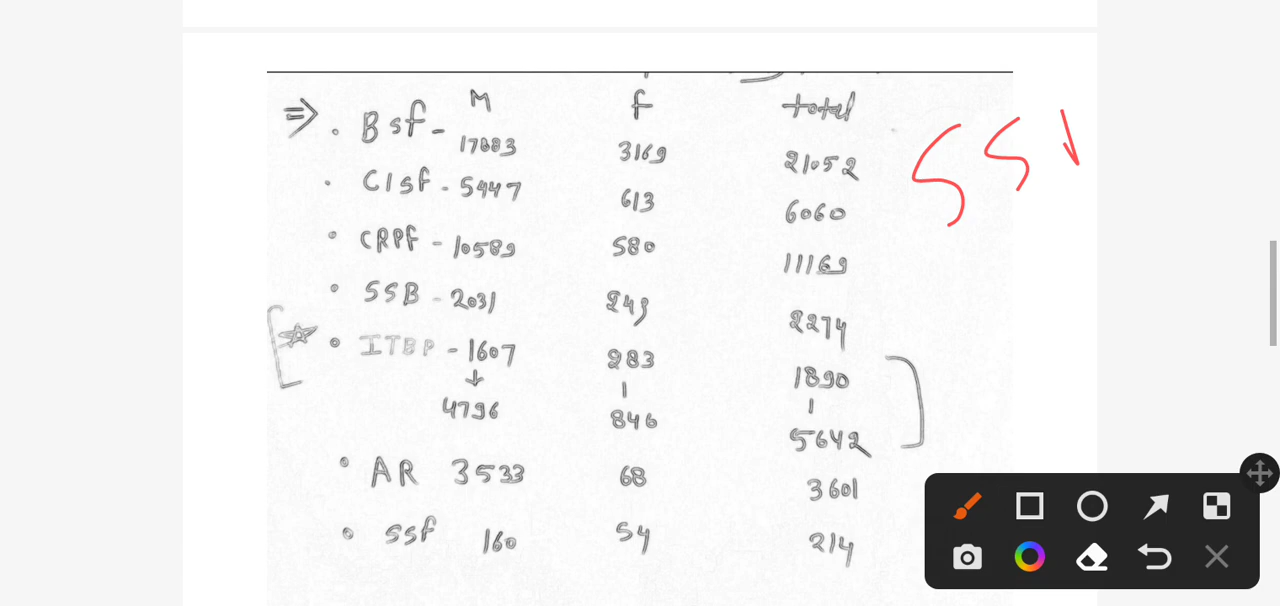 M f total
⇒ . Bsf - 17883 3169 21052
. CISf - 5447 613 6060
• CRPF - 10589 580 11169
• SSB - 2031 243 2274
• ITBP - 1607 283 1890
↓ 4796 846 5642
• AR 3533 68 3601
• SSf 160 54 214
SS